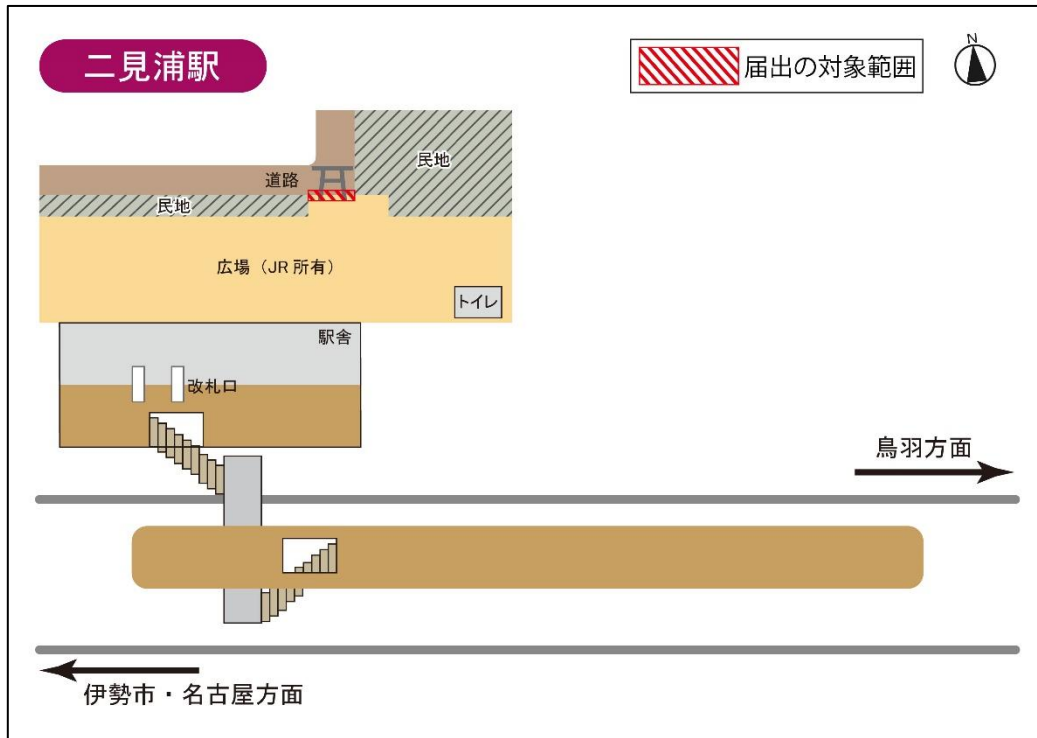 二見浦駅
届出の対象範囲
N
民地
道路
民地
広場（JR 所有）
トイレ
駅舎
改札口
鳥羽方面
伊勢市・名古屋方面